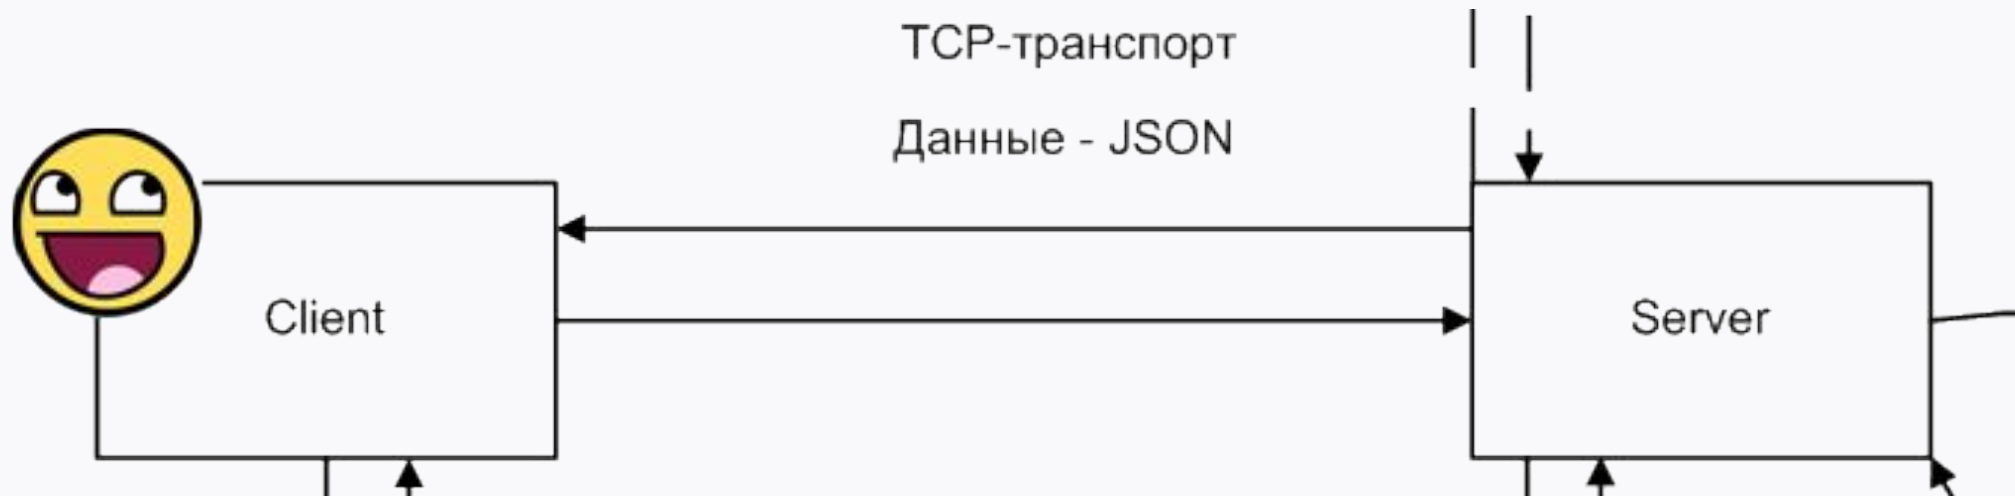 TCP-транспорт
Данные - JSON
Client
Server